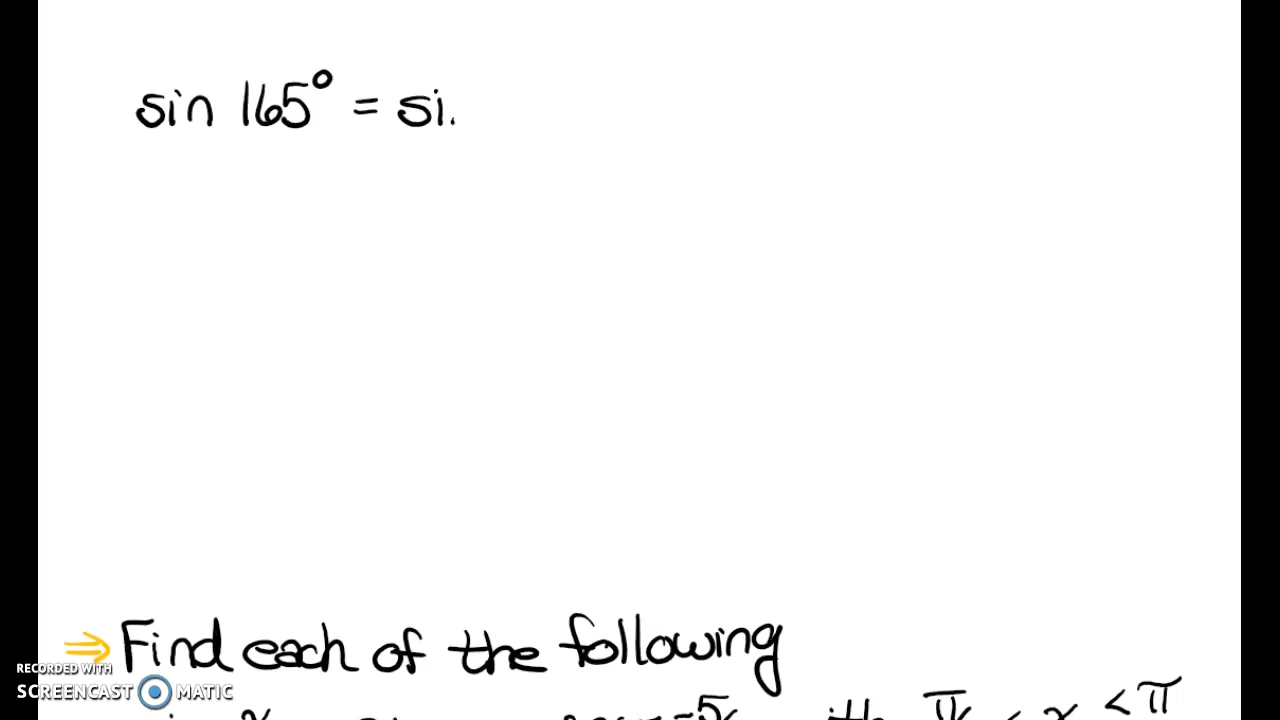 sin 165° = si
⇒ Find each of the following
RECORDED WITH
SCREENCAST MATIC
π < π